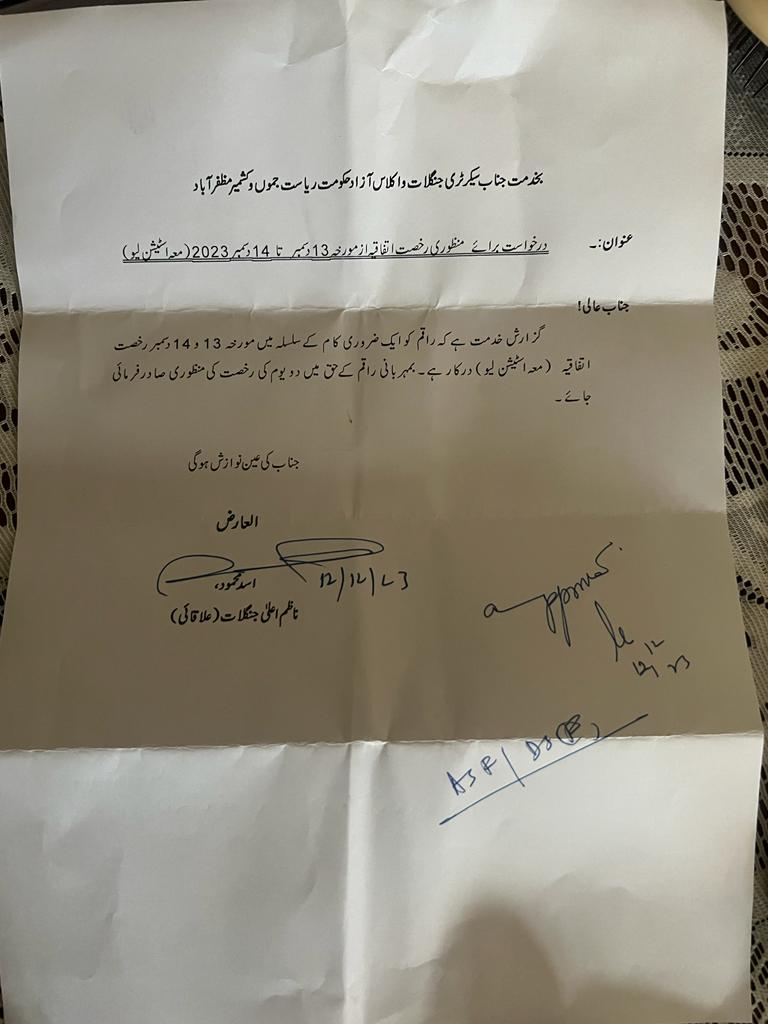 بخدمت جناب سیکرٹری جنگلات و اکلاس آزاد حکومت ریاست جموں و کشمیر مظفرآباد
عنوان:۔ درخواست برائے منظوری رخصت اتفاقیہ از مورخہ 13 دسمبر تا 14 دسمبر 2023 (معہ اسٹیشن لیو)
جناب عالی!
گزارش خدمت ہے کہ راقم کو ایک ضروری کام کے سلسلہ میں مورخہ 13 و 14 دسمبر رخصت
اتفاقیہ (معہ اسٹیشن لیو) درکار ہے۔ بمہربانی راقم کے حق میں دو یوم کی رخصت کی منظوری صادر فرمائی
جائے۔
جناب کی عین نوازش ہوگی
العارض
12/12/23
اسد محمود،
ناظم اعلیٰ جنگلات (علاقائی)
approved.
12/12/23
ASF/DS(F)